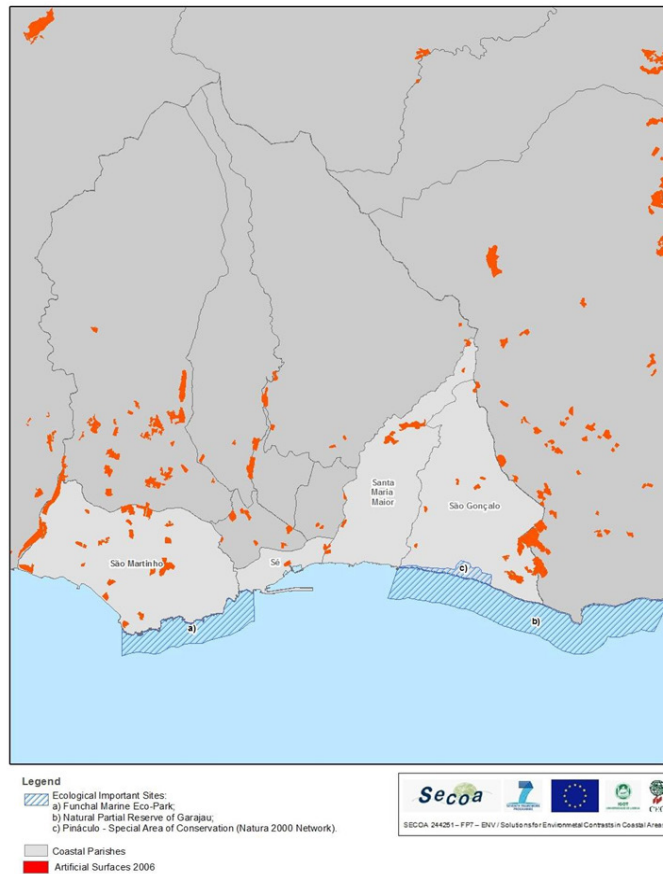 Santa
Maria
Maior
São Gonçalo
São Martinho
Sé
c)
a)
b)
Legend
Ecological Important Sites:
a) Funchal Marine Eco-Park;
b) Natural Partial Reserve of Garajau;
c) Pináculo - Special Area of Conservation (Natura 2000 Network).
Coastal Parishes
Artificial Surfaces 2006
Secoa
7
SECOA 244251 – FP7 – ENV / Solutions for Environmetal Contrasts in Coastal Areas